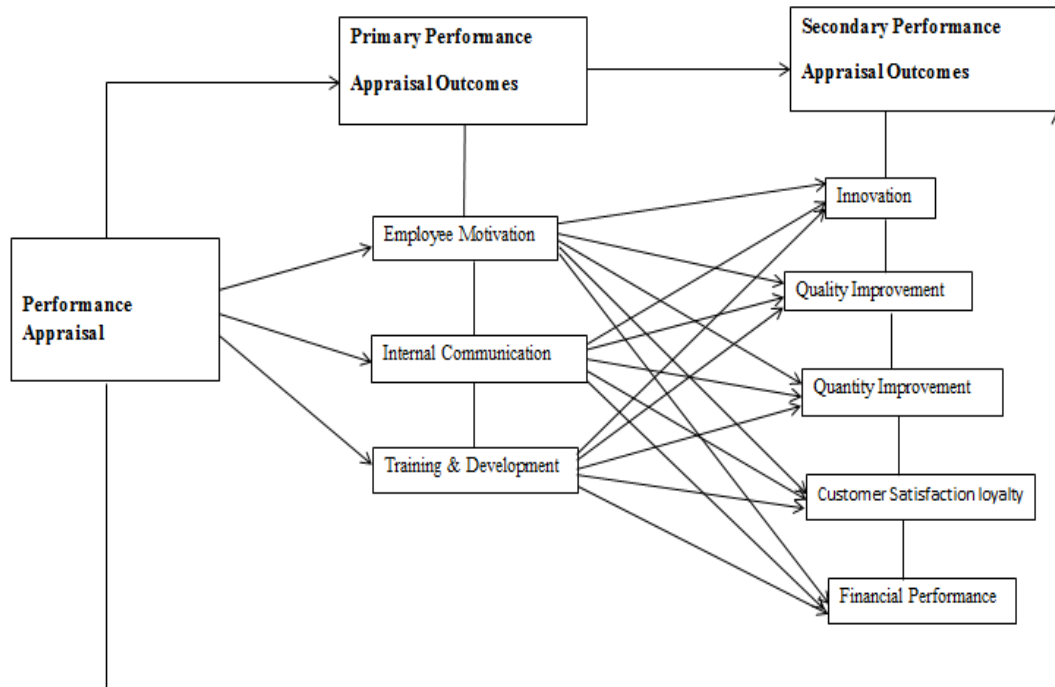 Primary Performance
Appraisal Outcomes
Secondary Performance
Appraisal Outcomes
Performance
Appraisal
Employee Motivation
Internal Communication
Training & Development
Innovation
Quality Improvement
Quantity Improvement
Customer Satisfaction loyalty
Financial Performance